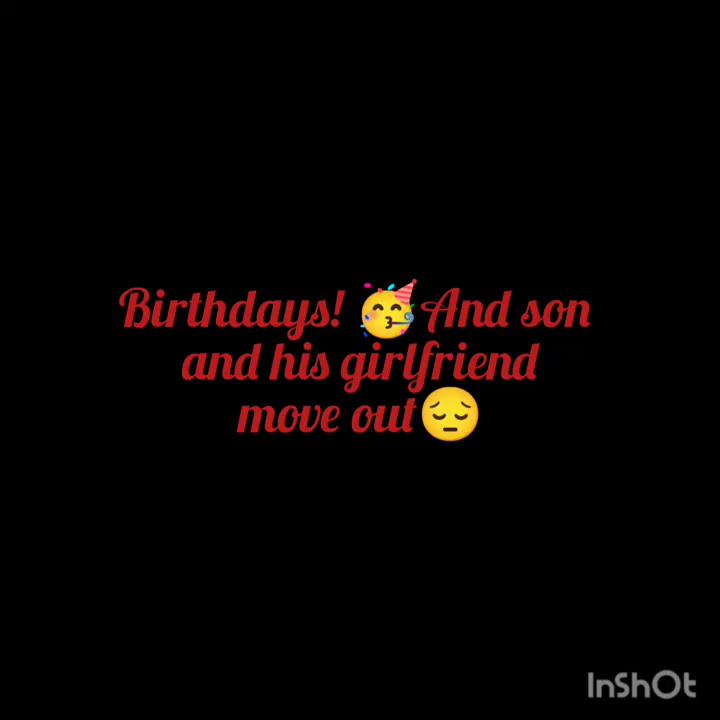 Birthdays! 🥳And son
and his girlfriend
move out😔
InShOt